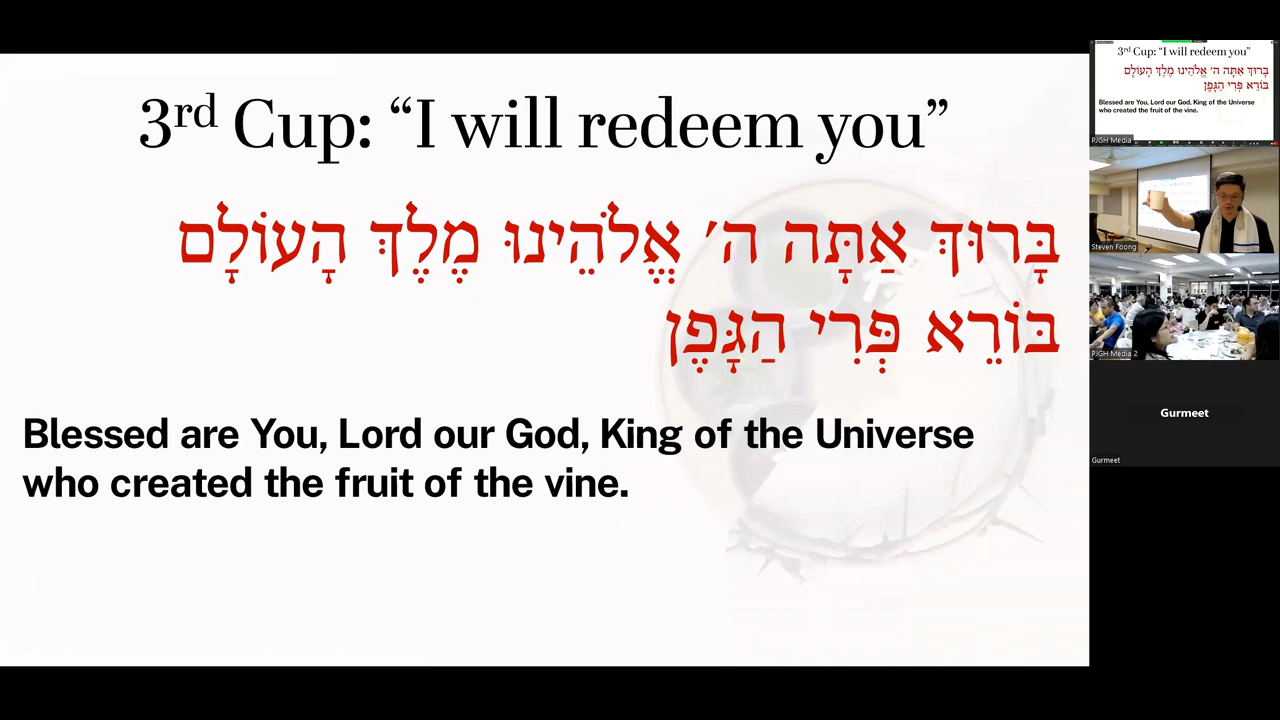 3rd Cup: “I will redeem you”
בָּרוּךְ אַתָּה ה׳ אֱלֹהֵינוּ מֶלֶךְ הָעוֹלָם
בּוֹרֵא פְּרִי הַגָּפֶן
Blessed are You, Lord our God, King of the Universe
who created the fruit of the vine.
3rd Cup: “I will redeem you”
בָּרוּךְ אַתָּה ה׳ אֱלֹהֵינוּ מֶלֶךְ הָעוֹלָם
בּוֹרֵא פְּרִי הַגָּפֶן
Blessed are You, Lord our God, King of the Universe
who created the fruit of the vine.
PJGH Media
Steven Foong
PJGH Media 2
Gurmeet
Gurmeet